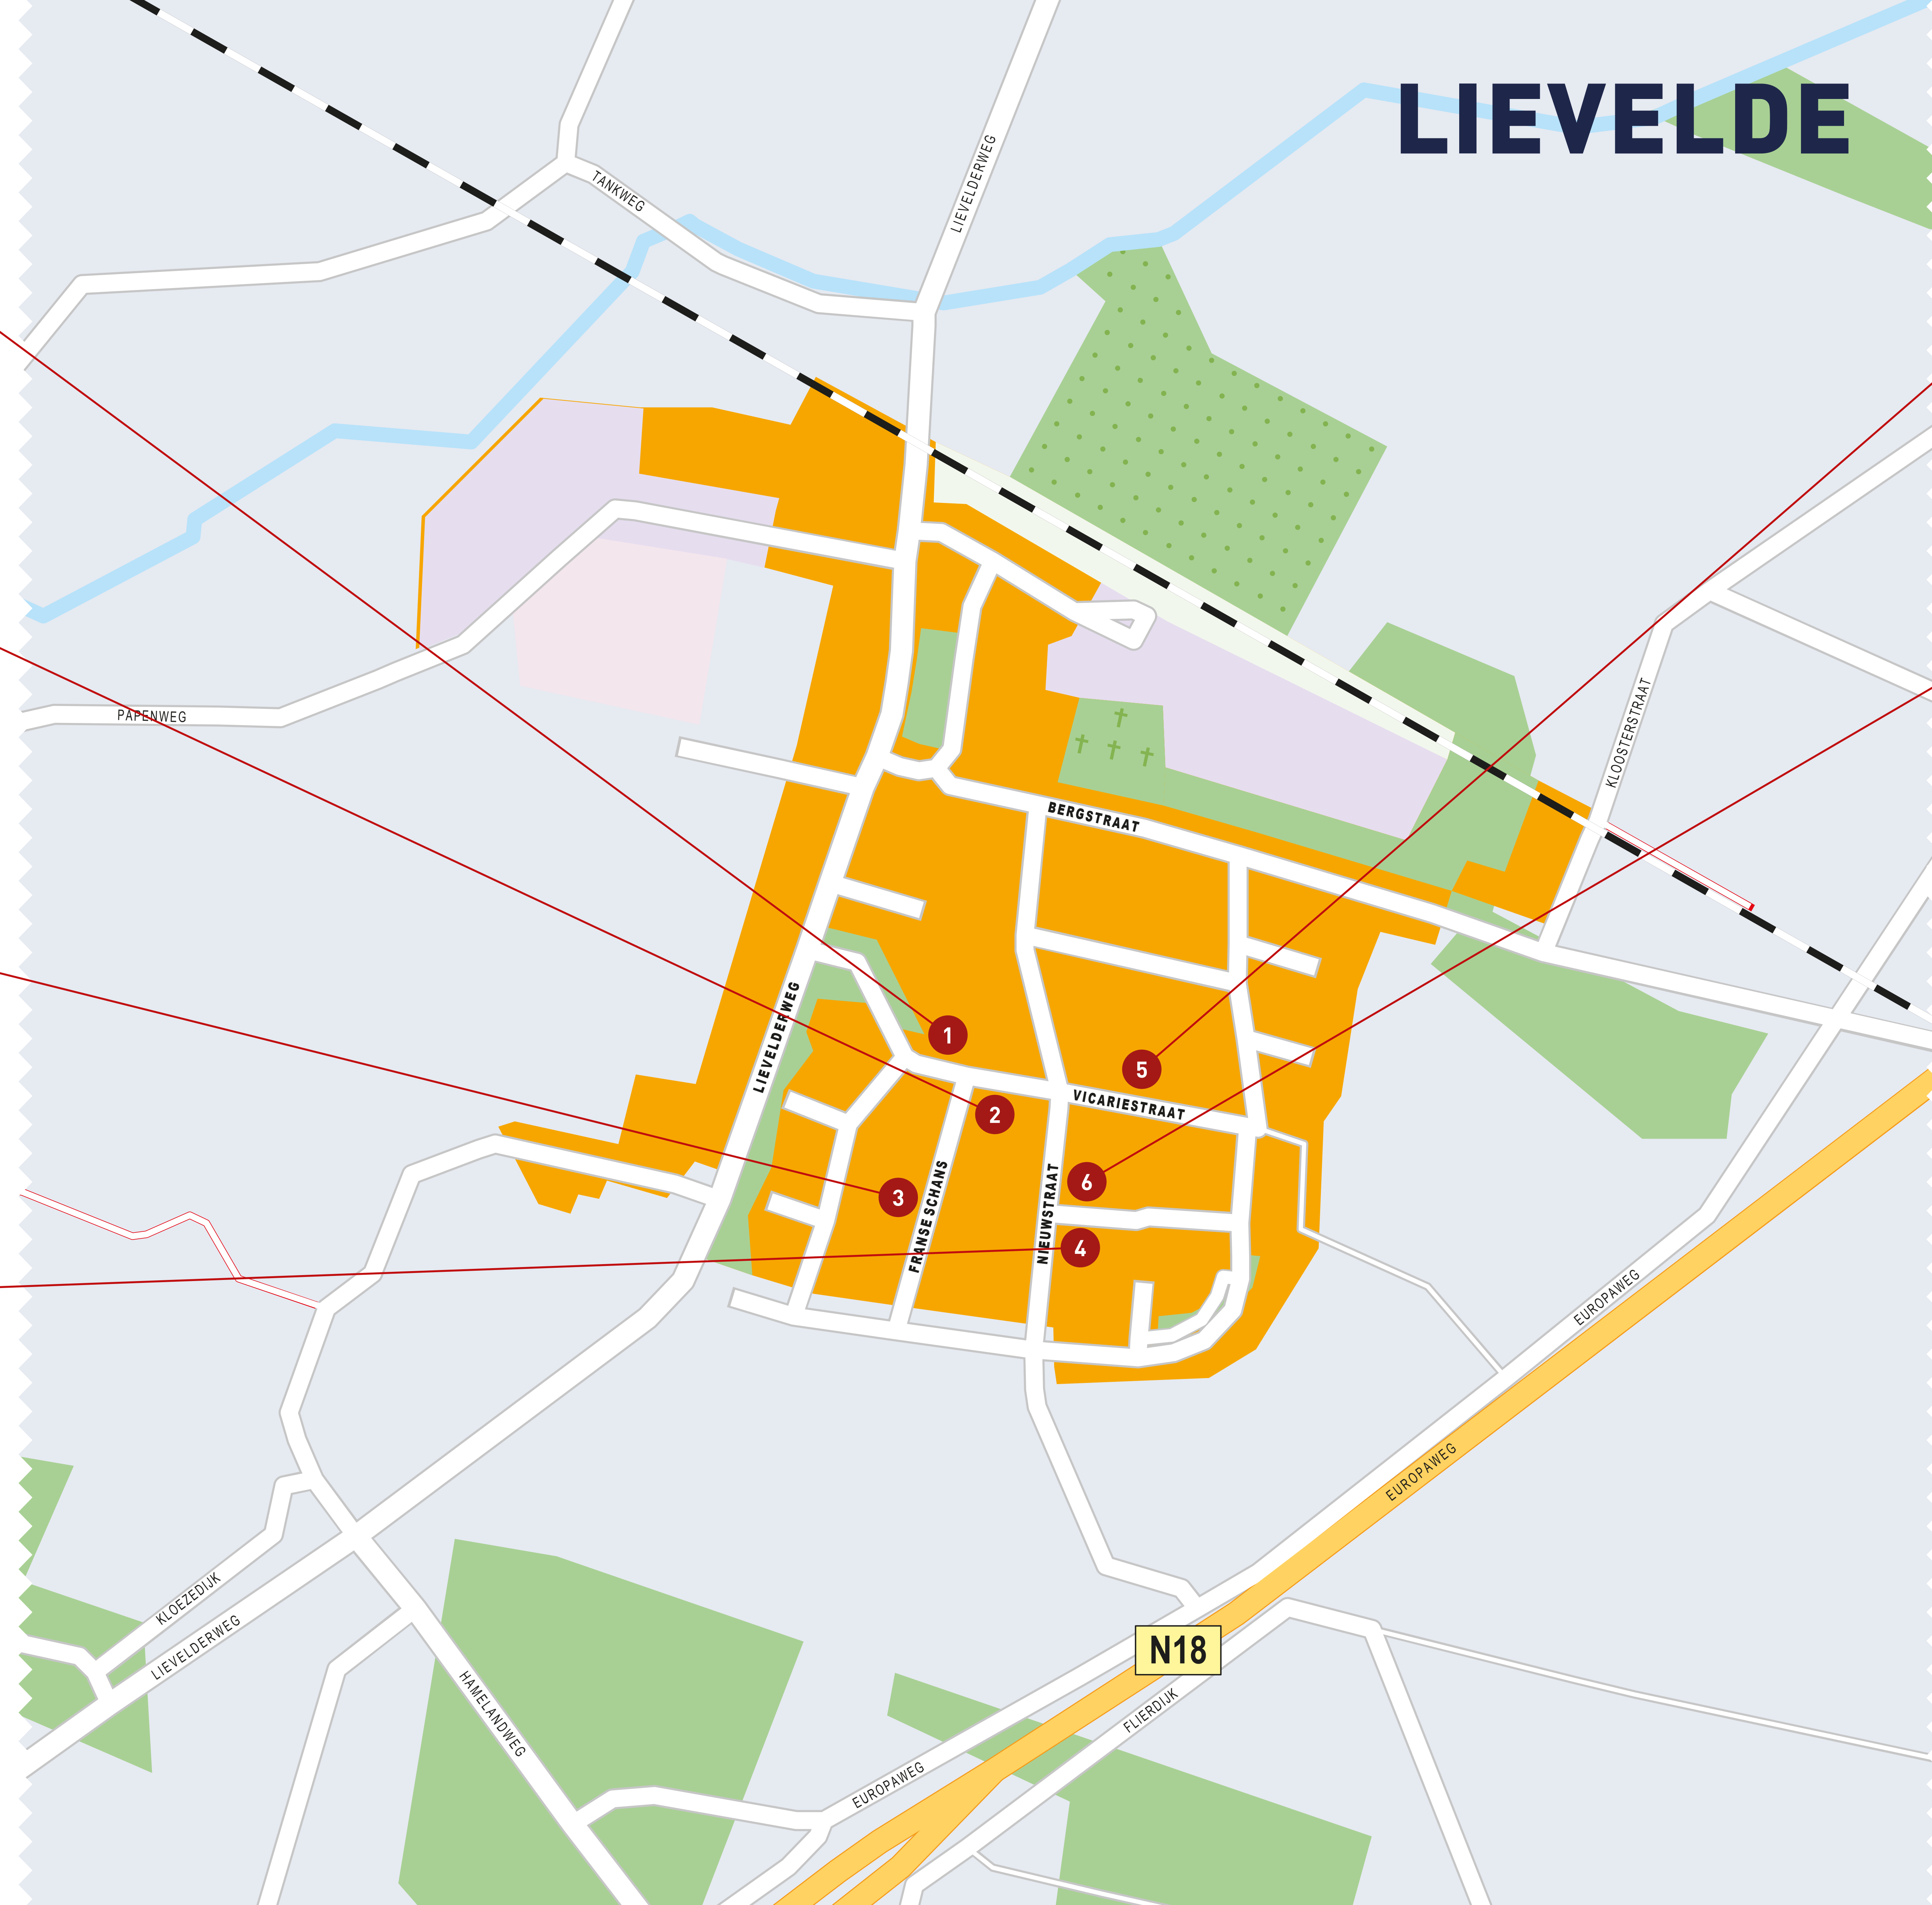 LIEVELDE
TANKWEG
LIEVELDERWEG
PAPENWEG
KLOOSTERSTRAAT
BERGSTRAAT
LIEVELDERWEG
1
5
2
VICARIESTRAAT
3
FRANSE SCHANS
NIEUWSTRAAT
6
4
EUROPAWEG
EUROPAWEG
KLOEZEDIJK
LIEVELDERWEG
N18
HAMELANDWEG
FLIERDIJK
EUROPAWEG